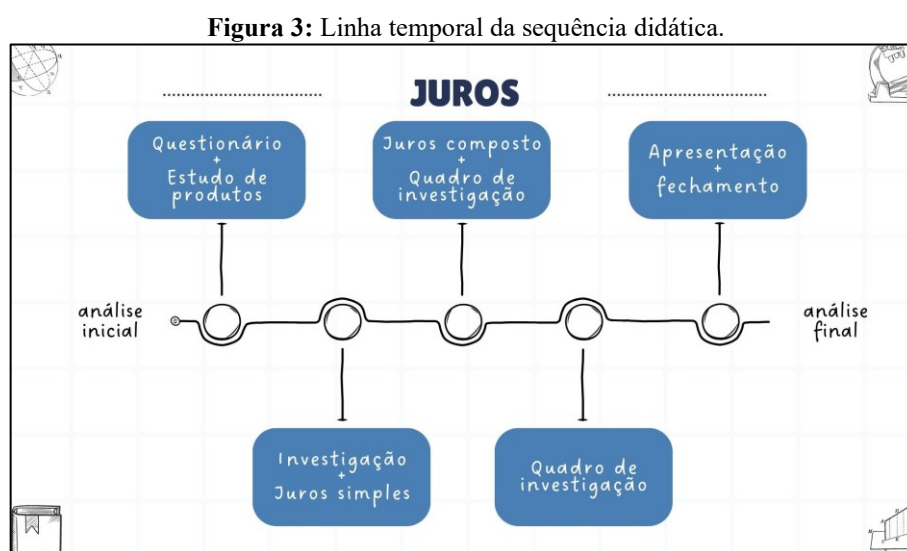 Figura 3: Linha temporal da sequência didática.
JUROS
Questionário
+
Estudo de
produtos
Juros composto
+
Quadro de
investigação
Apresentação
+
fechamento
análise
inicial
análise
final
Investigação
+
Juros simples
Quadro de
investigação